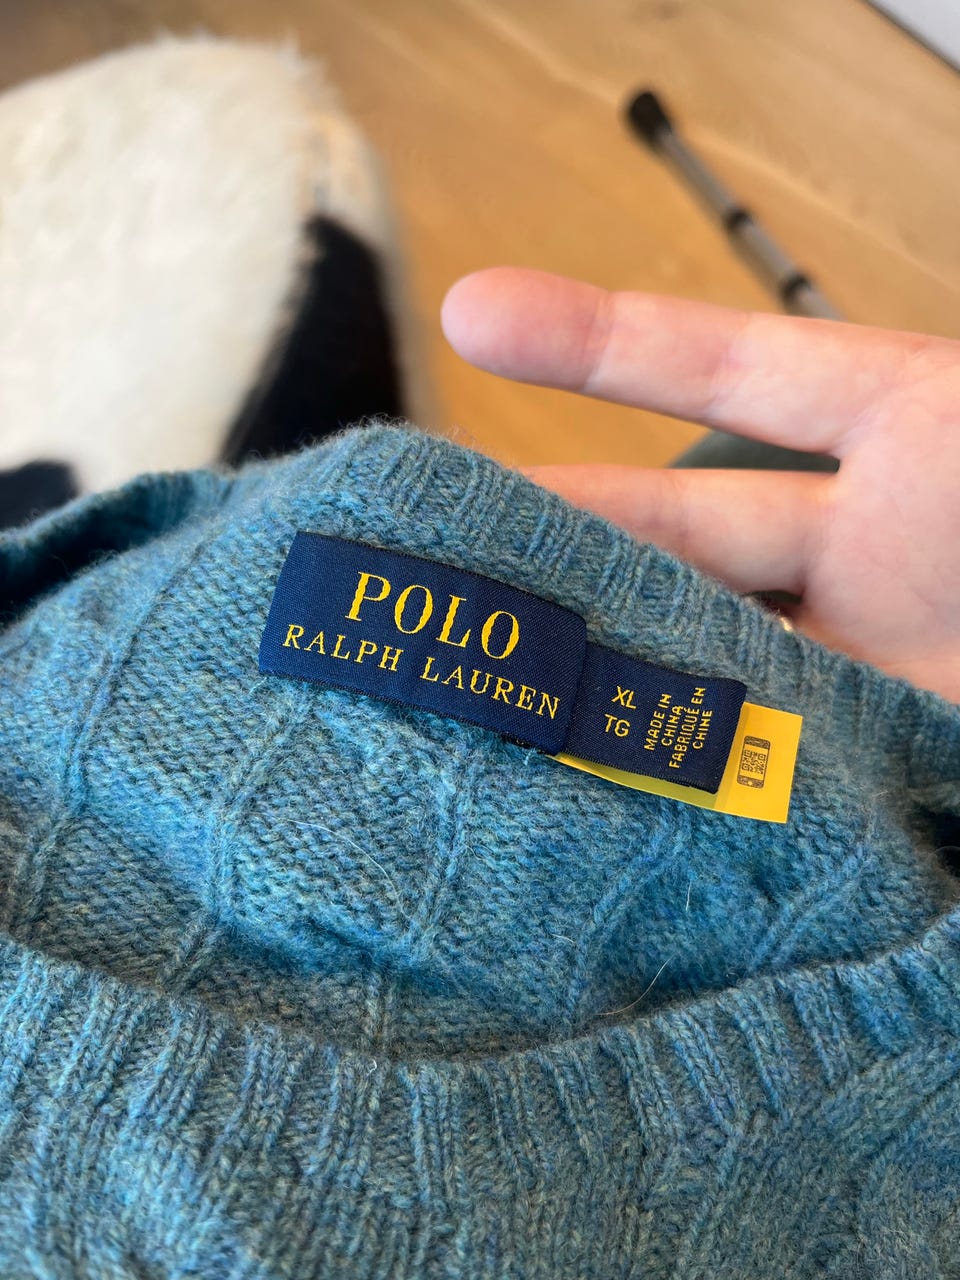 POLO
RALPH LAUREN
XL
TG
MADE IN
CHINA
FABRIQUÉ EN
CHINE